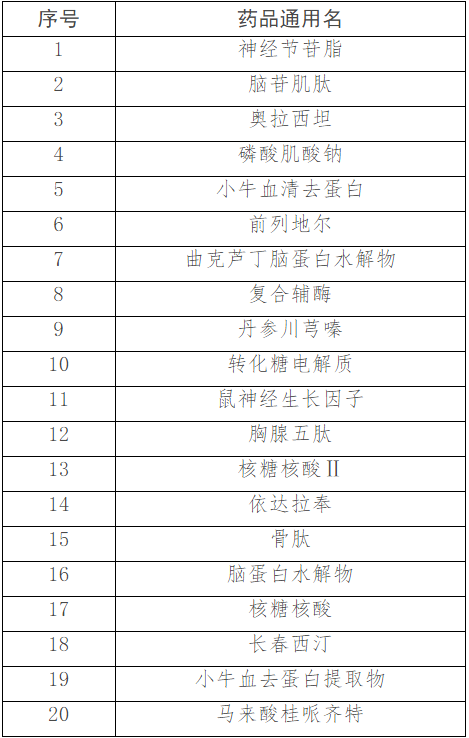 序号 药品通用名
1 神经节苷脂
2 脑苷肌肽
3 奥拉西坦
4 磷酸肌酸钠
5 小牛血清去蛋白
6 前列地尔
7 曲克芦丁脑蛋白水解物
8 复合辅酶
9 丹参川芎嗪
10 转化糖电解质
11 鼠神经生长因子
12 胸腺五肽
13 核糖核酸Ⅱ
14 依达拉奉
15 骨肽
16 脑蛋白水解物
17 核糖核酸
18 长春西汀
19 小牛血去蛋白提取物
20 马来酸桂哌齐特